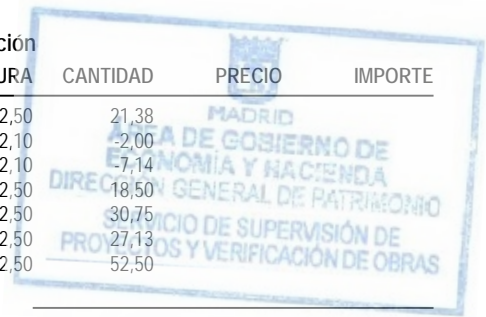 ción
URA CANTIDAD PRECIO IMPORTE
2,50 21,38
2,10 -2,00
2,10 -7,14
2,50 18,50
2,50 30,75
2,50 27,13
2,50 52,50
MADRID
ÁREA DE GOBIERNO DE
ECONOMÍA Y HACIENDA
DIRECCIÓN GENERAL DE PATRIMONIO
SERVICIO DE SUPERVISIÓN DE
PROYECTOS Y VERIFICACIÓN DE OBRAS